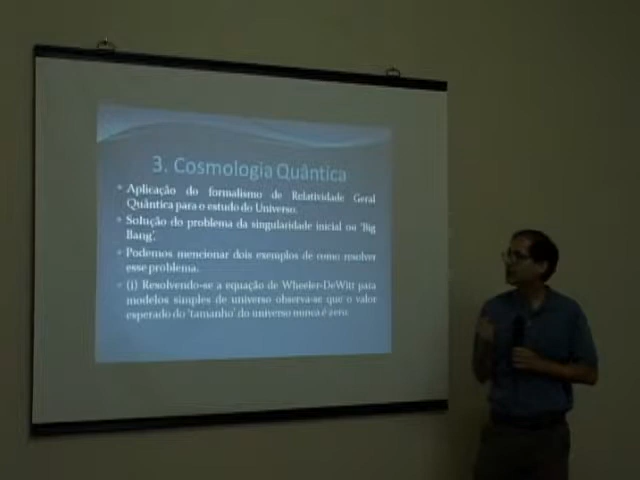 3. Cosmologia Quântica
Aplicação do formalismo de Relatividade Geral
Quântica para o estudo do Universo.
Solução do problema da singularidade inicial ou 'Big
Bang'.
Podemos mencionar dois exemplos de como resolver
esse problema.
(i) Resolvendo-se a equação de Wheeler-DeWitt para
modelos simples de universo observa-se que o valor
esperado do 'tamanho' do universo nunca é zero.